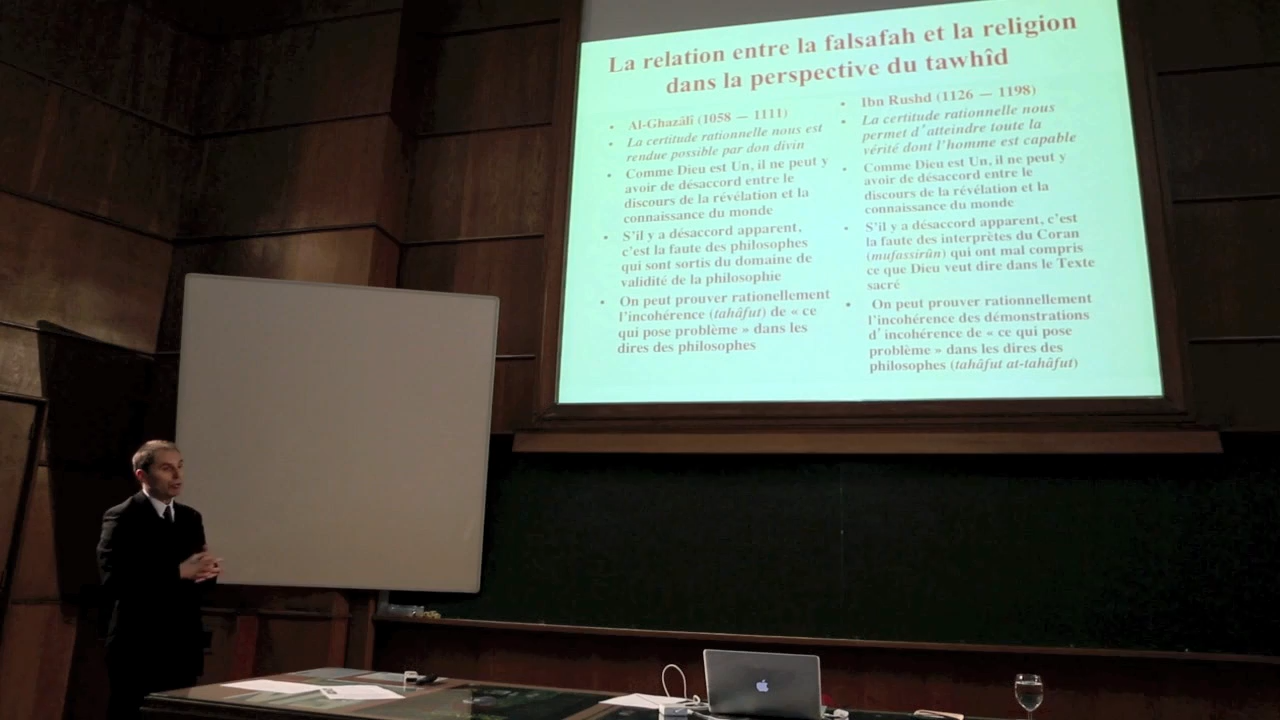 La relation entre la falsafah et la religion
dans la perspective du tawhîd
• Al-Ghazâlî (1058 — 1111)
• La certitude rationnelle nous est
rendue possible par don divin
• Comme Dieu est Un, il ne peut y
avoir de désaccord entre le
discours de la révélation et la
connaissance du monde
• S'il y a désaccord apparent,
c'est la faute des philosophes
qui sont sortis du domaine de
validité de la philosophie
• On peut prouver rationellement
l'incohérence (tahâfut) de « ce
qui pose problème » dans les
dires des philosophes
• Ibn Rushd (1126 — 1198)
• La certitude rationnelle nous
permet d'atteindre toute la
vérité dont l'homme est capable
• Comme Dieu est Un, il ne peut y
avoir de désaccord entre le
discours de la révélation et la
connaissance du monde
• S'il y a désaccord apparent, c'est
la faute des interprètes du Coran
(mufassirûn) qui ont mal compris
ce que Dieu veut dire dans le Texte
sacré
• On peut prouver rationnellement
l'incohérence des démonstrations
d'incohérence de « ce qui pose
problème » dans les dires des
philosophes (tahâfut at-tahâfut)